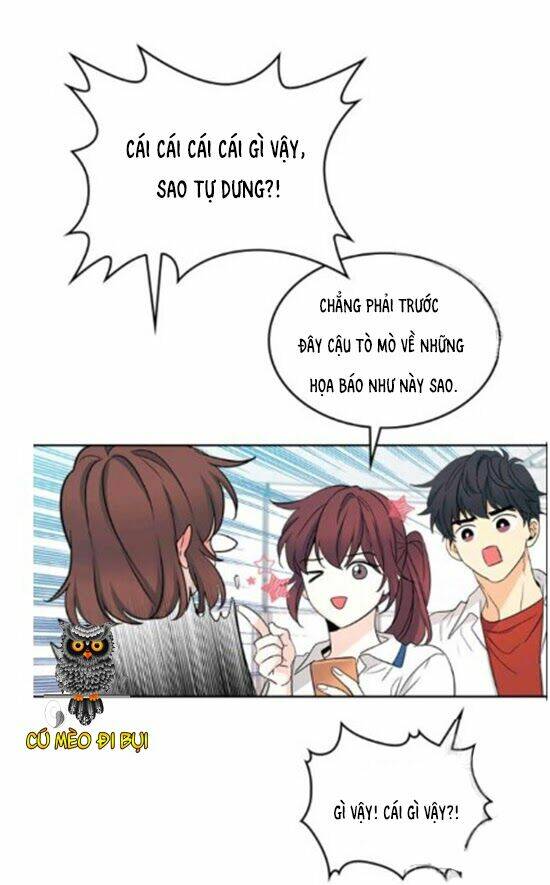 CÁI CÁI CÁI CÁI GÌ VẬY,
SAO TỰ DƯNG?!
CHẲNG PHẢI TRƯỚC
ĐÂY CẬU TÒ MÒ VỀ NHỮNG
HỌA BÁO NHƯ NÀY SAO.
CÚ MÈO ĐI BỤI
GÌ VẬY! CÁI GÌ VẬY?!